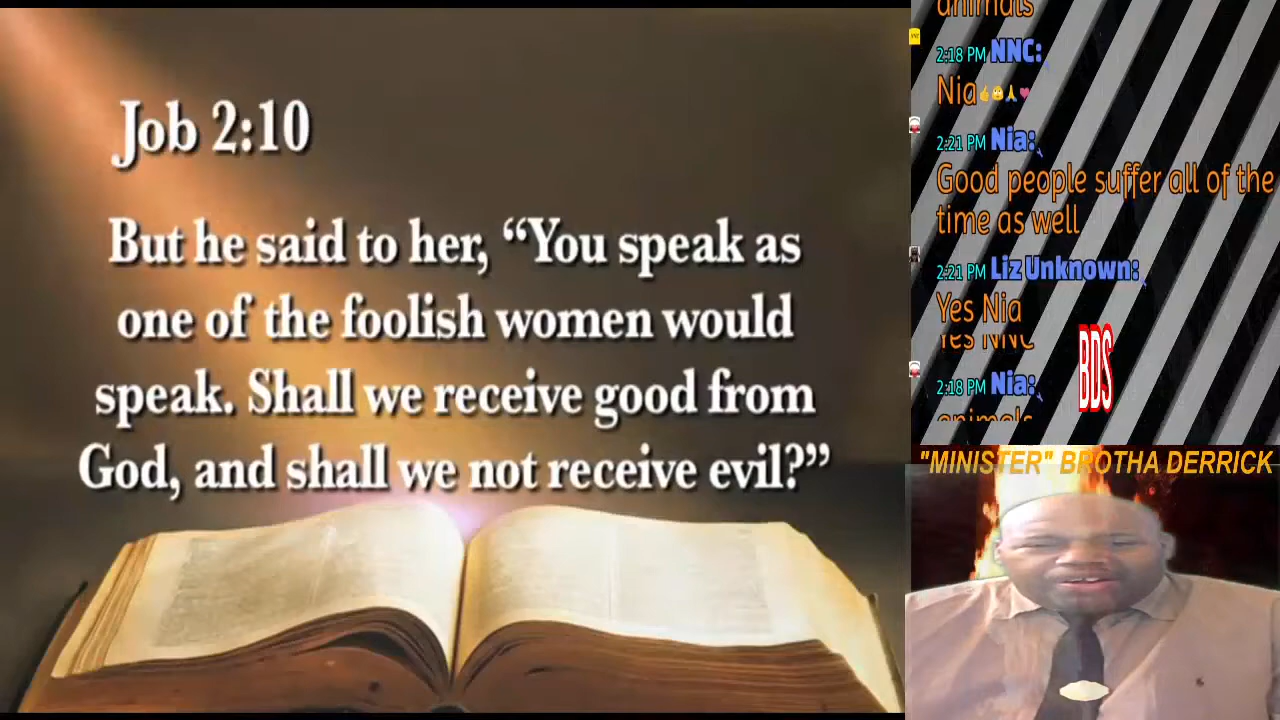 Job 2:10
But he said to her, “You speak as
one of the foolish women would
speak. Shall we receive good from
God, and shall we not receive evil?”
animals
2:18 PM NNC:
Nia👍😬🙏❤️
2:21 PM Nia:
Good people suffer all of the
time as well
2:21 PM Liz Unknown:
Yes Nia
Yes NNC
BDS
2:18 PM Nia:
animals
"MINISTER" BROTHA DERRICK